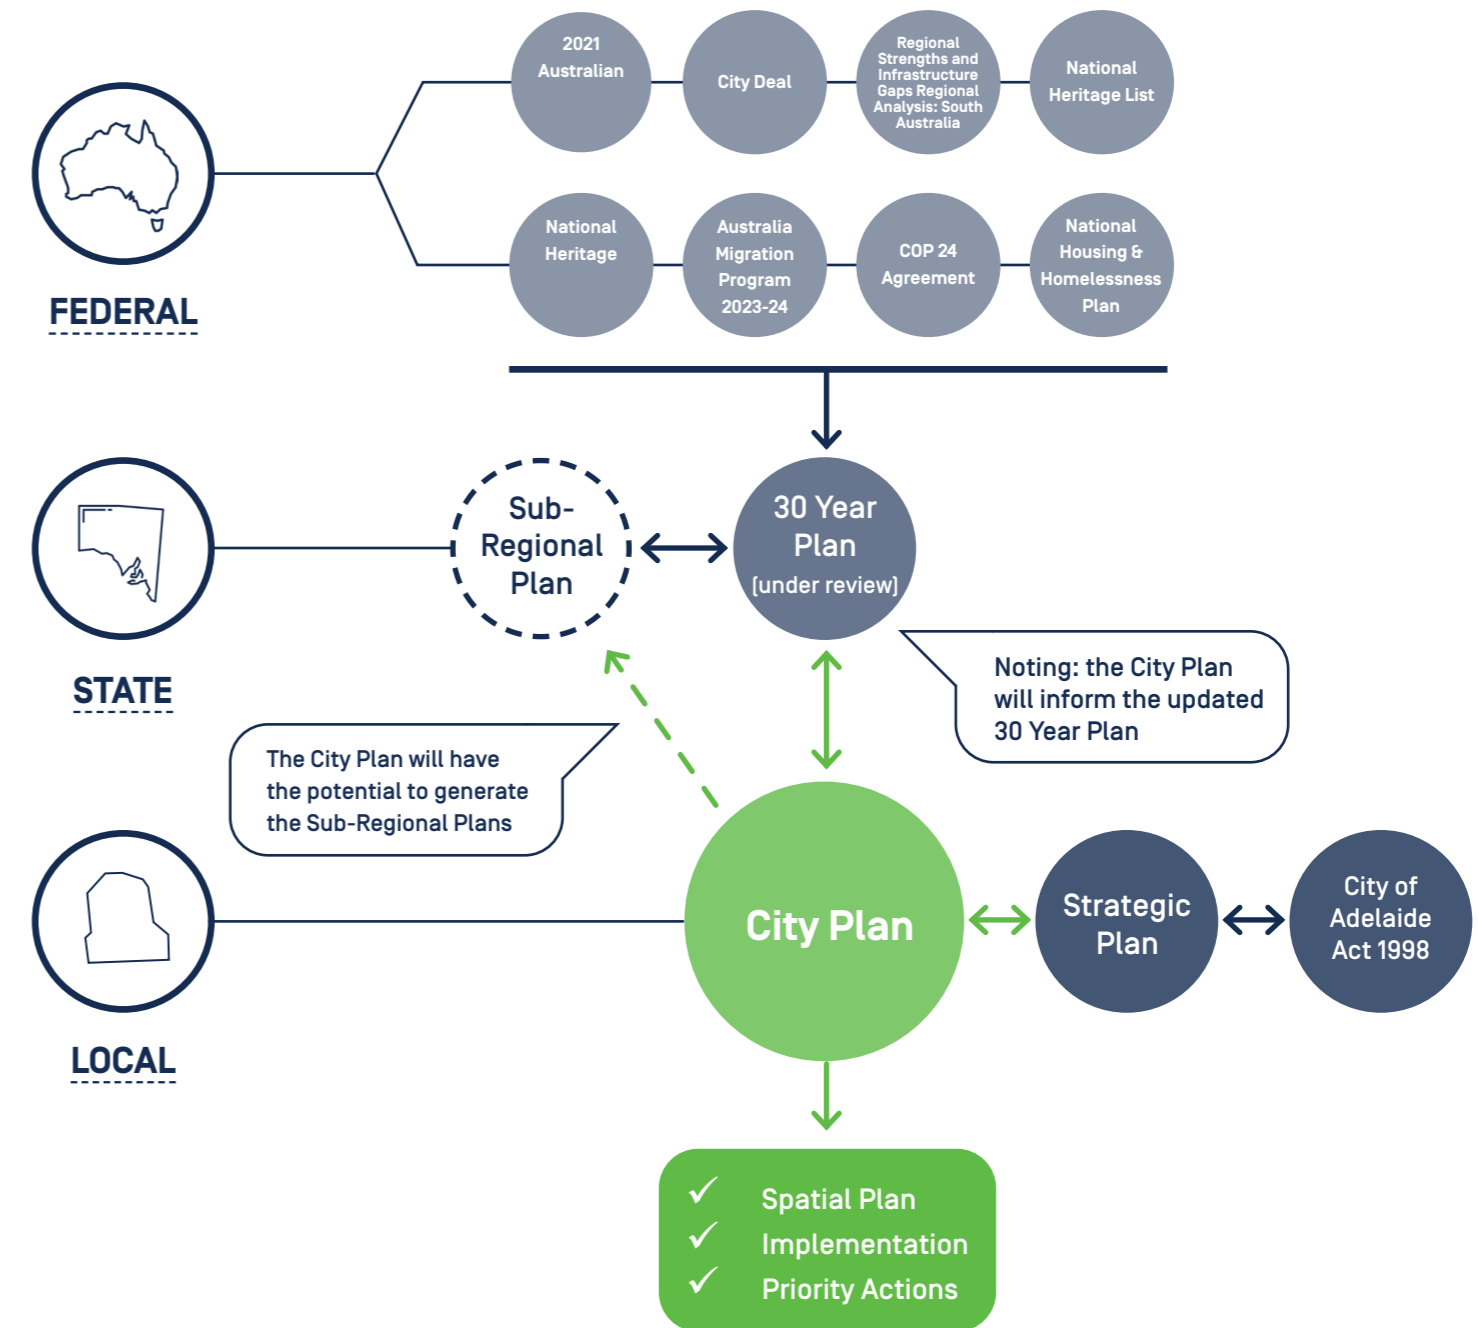 2021
Australian
City Deal
Regional
Strengths and
Infrastructure
Gaps Regional
Analysis: South
Australia
National
Heritage List
National
Heritage
Australia
Migration
Program
2023-24
COP 24
Agreement
National
Housing &
Homelessness
Plan
FEDERAL
Sub-
Regional
Plan
30 Year
Plan
(under review)
STATE
Noting: the City Plan
will inform the updated
30 Year Plan
The City Plan will have
the potential to generate
the Sub-Regional Plans
City Plan
Strategic
Plan
City of
Adelaide
Act 1998
LOCAL
Spatial Plan
Implementation
Priority Actions